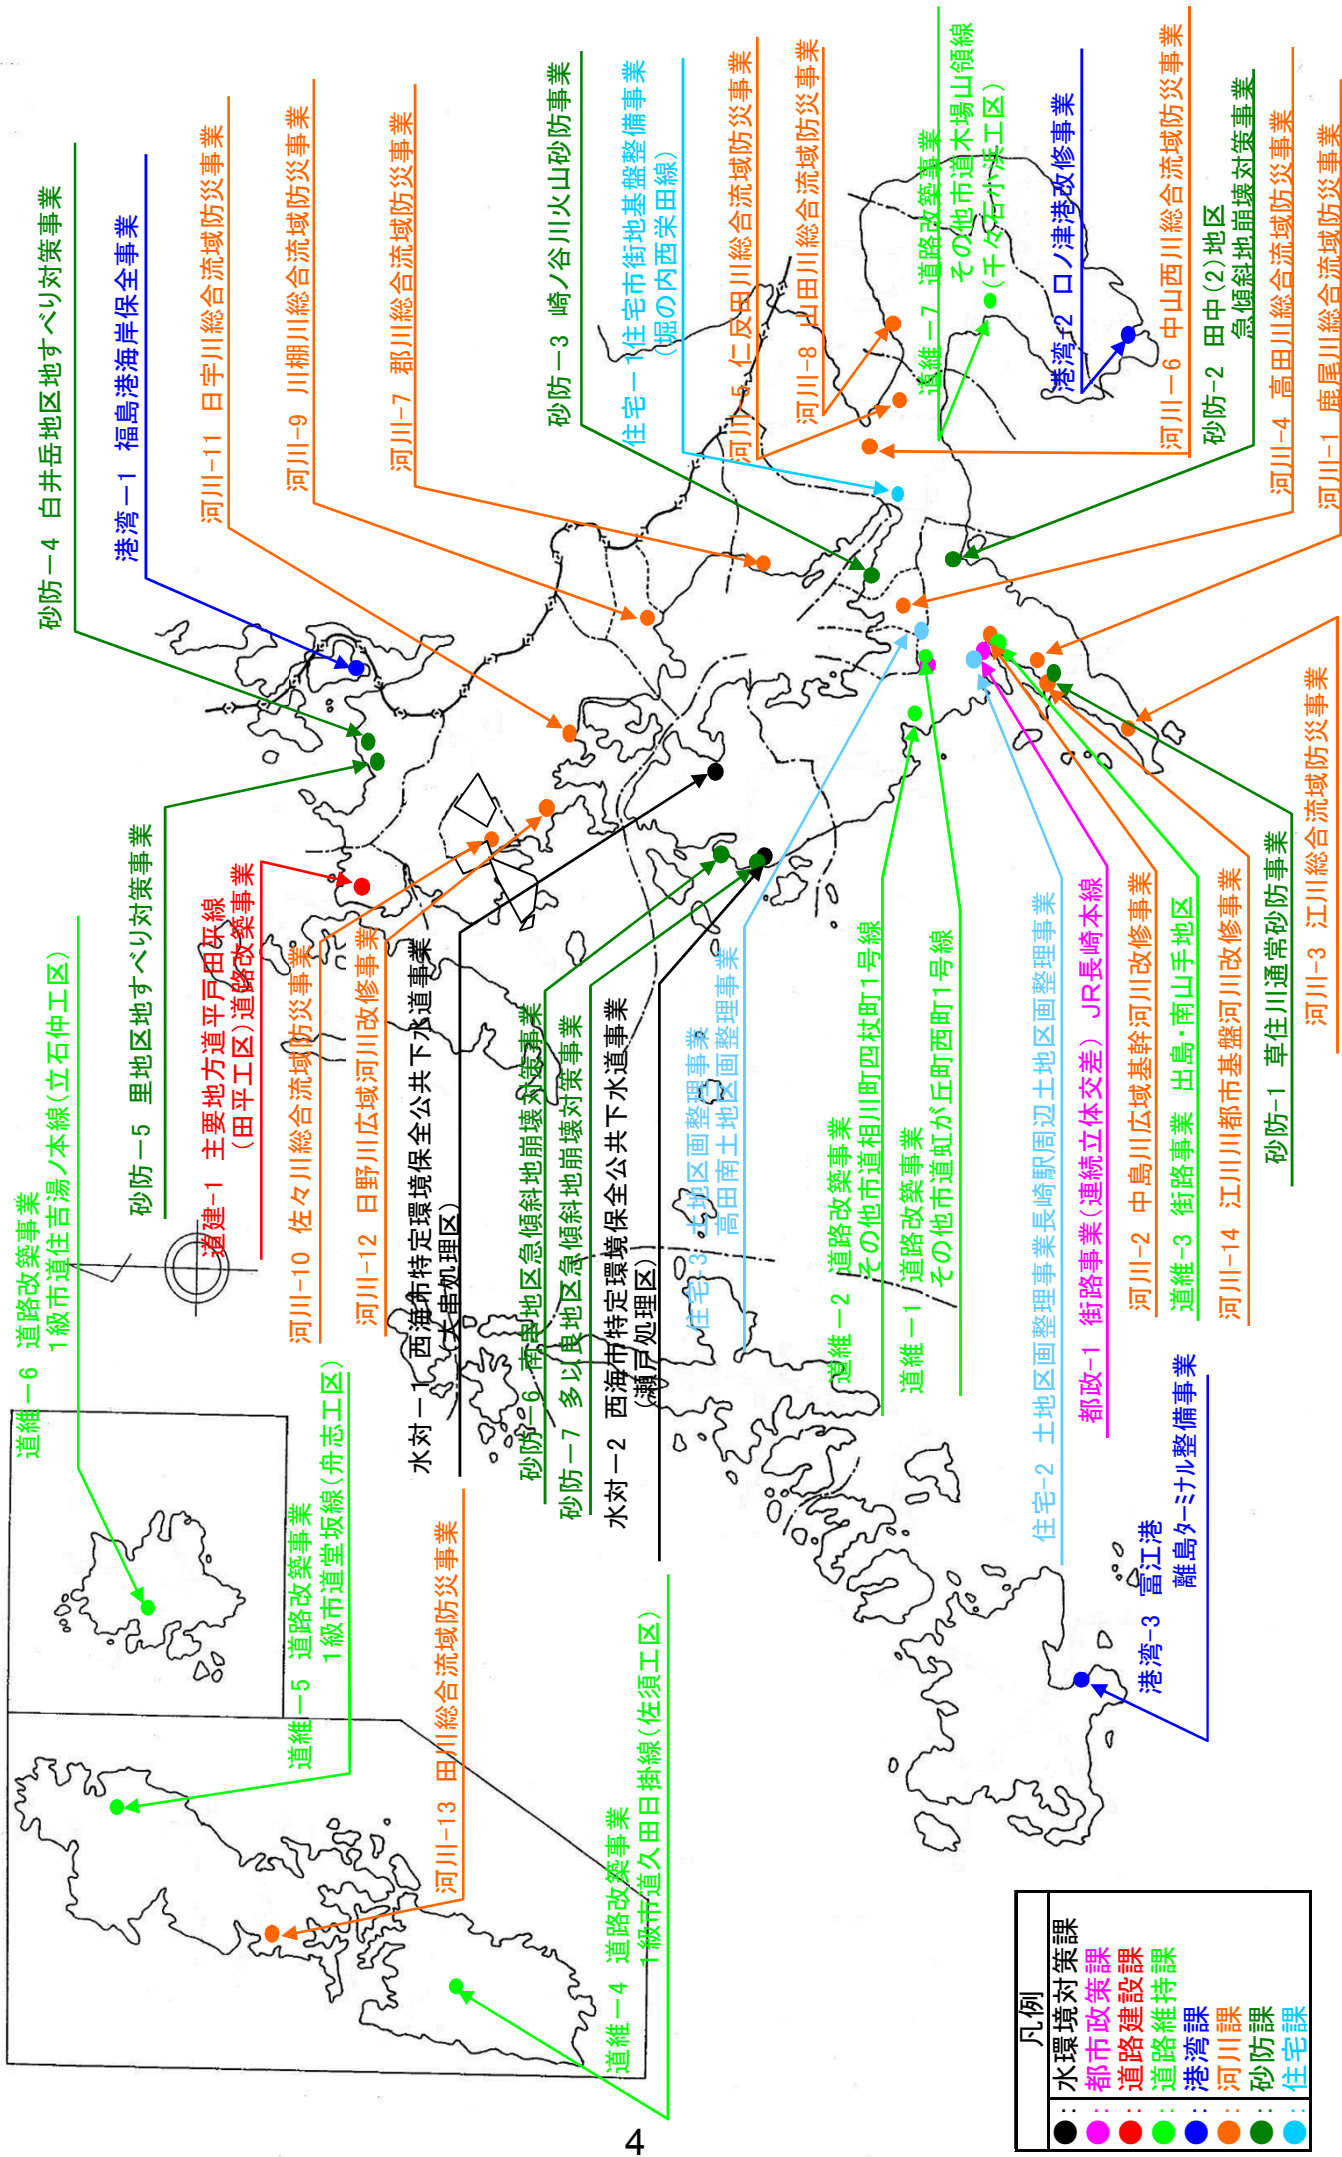 砂防－4 白井岳地区地すべり対策事業
港湾－1 福島港海岸保全事業
河川-11 日宇川総合流域防災事業
河川-9 川棚川総合流域防災事業
河川-7 郡川総合流域防災事業
砂防－3 崎ノ谷川火山砂防事業
住宅－1 住宅市街地基盤整備事業
(堀の内西栄田線)
河川-5 仁反田川総合流域防災事業
河川-8 山田川総合流域防災事業
道維－7 道路改築事業
その他市道木場山領線
(千々石小浜工区)
港湾-2 口ノ津港改修事業
河川－6 中山西川総合流域防災事業
砂防-2 田中(2)地区
急傾斜地崩壊対策事業
河川-4 高田川総合流域防災事業
河川-1 鹿尾川総合流域防災事業
道維－6 道路改築事業
1級市道住吉湯ノ本線(立石仲工区)
砂防－5 里地区地すべり対策事業
道建-1 主要地方道平戸田平線
(田平工区)道路改築事業
河川-10 佐々川総合流域防災事業
河川-12 日野川広域河川改修事業
水対－1 西海市特定環境保全公共下水道事業
(大串処理区)
砂防－6 南串地区急傾斜地崩壊対策事業
砂防－7 多以良地区急傾斜地崩壊対策事業
水対－2 西海市特定環境保全公共下水道事業
(瀬戸処理区)
住宅-3 土地区画整理事業
高田南土地区画整理事業
道維－2 道路改築事業
その他市道相川町四杖町1号線
道維－1 道路改築事業
その他市道虹が丘町西町1号線
住宅-2 土地区画整理事業長崎駅周辺土地区画整理事業
都政-1 街路事業(連続立体交差) JR長崎本線
河川-2 中島川広域基幹河川改修事業
道維-3 街路事業 出島・南山手地区
河川-14 江川川都市基盤河川改修事業
砂防-1 草住川通常砂防事業
河川-3 江川総合流域防災事業
道維－5 道路改築事業
1級市道堂坂線(舟志工区)
河川-13 田川総合流域防災事業
道維－4 道路改築事業
1級市道久田日掛線(佐須工区)
港湾-3 富江港
離島ターミナル整備事業
凡例
●: 水環境対策課
●: 都市政策課
●: 道路建設課
●: 道路維持課
●: 港湾課
●: 河川課
●: 砂防課
●: 住宅課
4